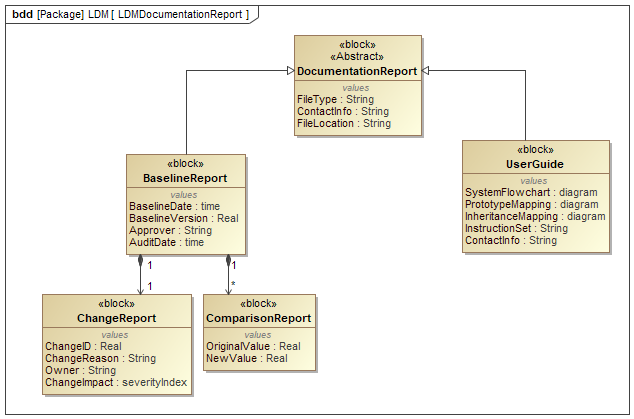 bdd [Package] LDM [ LDMDocumentationReport ]
«block»
«Abstract»
DocumentationReport
values
FileType : String
ContactInfo : String
FileLocation : String
«block»
BaselineReport
values
BaselineDate : time
BaselineVersion : Real
Approver : String
AuditDate : time
«block»
UserGuide
values
SystemFlowchart : diagram
PrototypeMapping : diagram
InheritanceMapping : diagram
InstructionSet : String
ContactInfo : String
1
1
1
*
«block»
ChangeReport
values
ChangeID : Real
ChangeReason : String
Owner : String
ChangeImpact : severityIndex
«block»
ComparisonReport
values
OriginalValue : Real
NewValue : Real